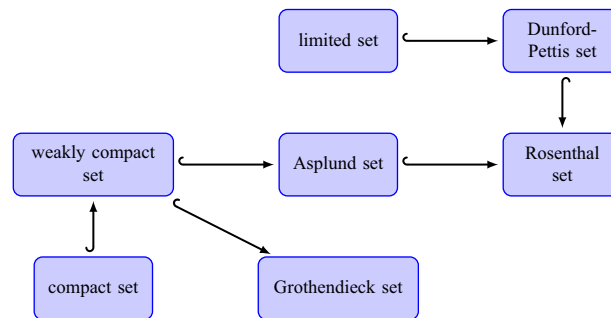 limited set
Dunford-
Pettis set
weakly compact
set
Asplund set
Rosenthal
set
compact set
Grothendieck set